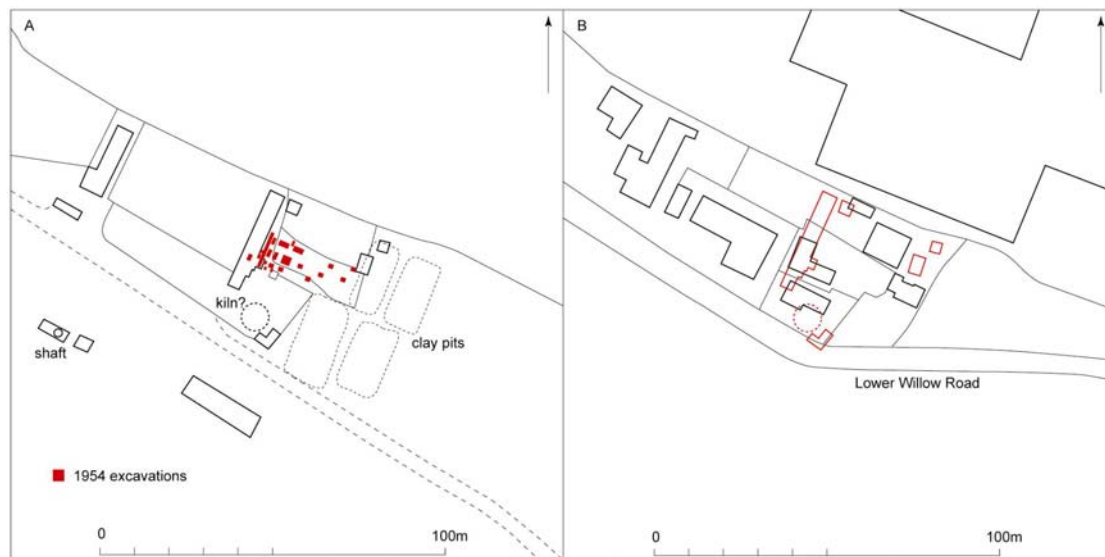 A
kiln?
shaft
clay pits
1954 excavations
0
100m
B
Lower Willow Road
0
100m